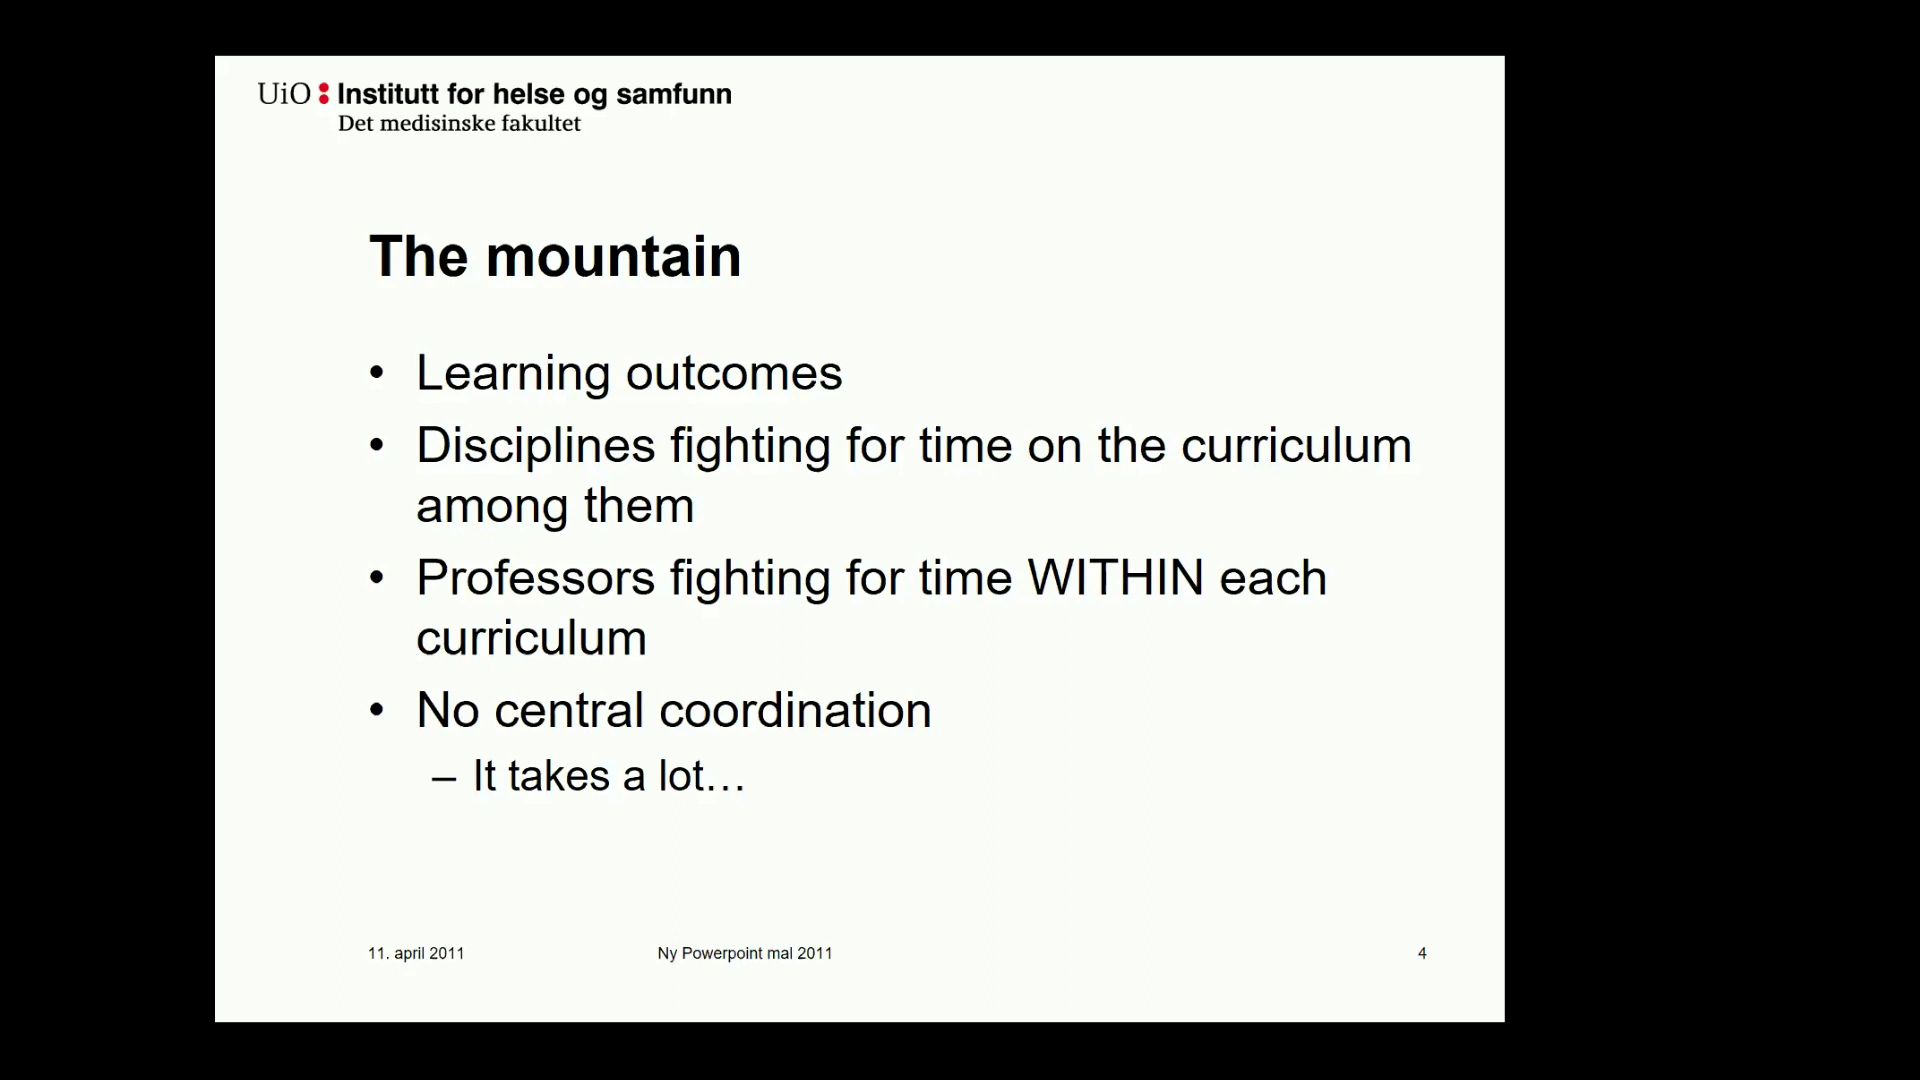 UiO: Institutt for helse og samfunn
Det medisinske fakultet
The mountain
• Learning outcomes
• Disciplines fighting for time on the curriculum
among them
• Professors fighting for time WITHIN each
curriculum
• No central coordination
– It takes a lot…
11. april 2011 Ny Powerpoint mal 2011 4